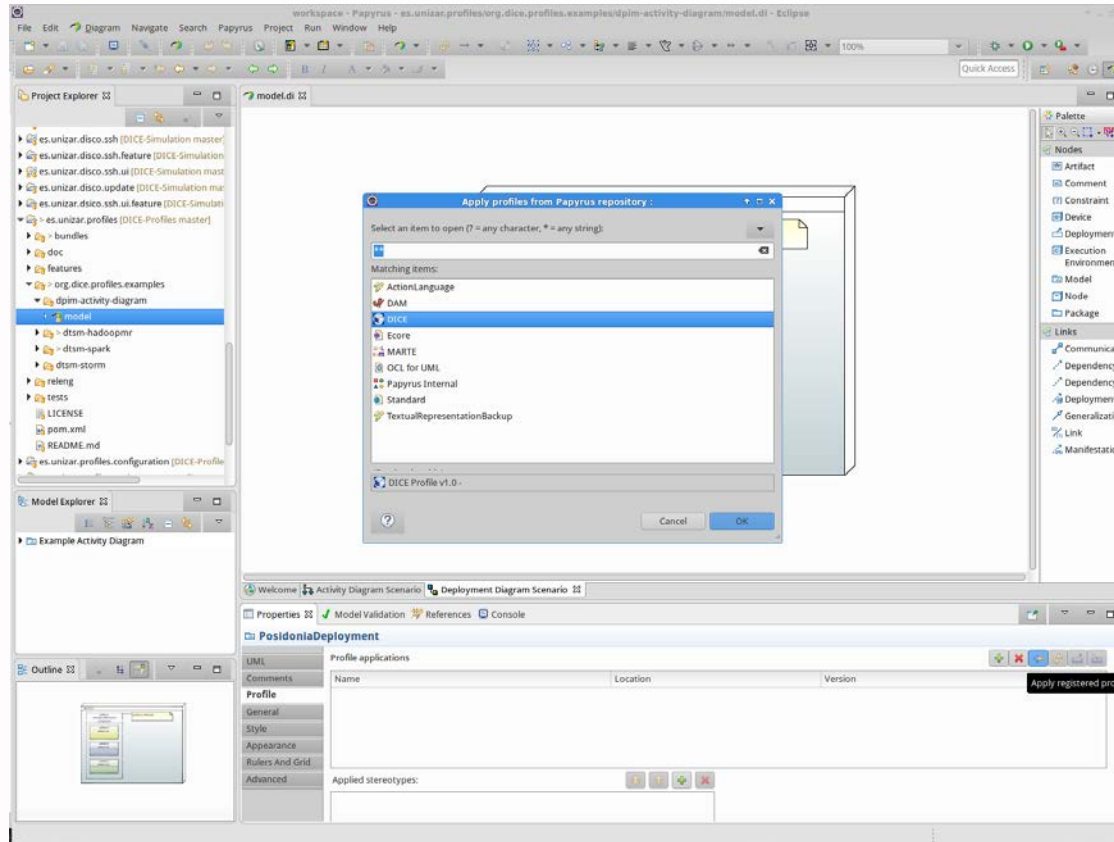 workspace - Papyrus - es.unizar.profiles/org.dice.profiles.examples/dpim-activity-diagram/model.di - Eclipse
File Edit Diagram Navigate Search Papyrus Project Run Window Help
100%
B I A
Quick Access
Project Explorer
es.unizar.disco.ssh [DICE-Simulation master]
es.unizar.disco.ssh.feature [DICE-Simulation
es.unizar.disco.ssh.ui [DICE-Simulation mast
es.unizar.disco.update [DICE-Simulation mas
es.unizar.dsico.ssh.ui.feature [DICE-Simulati
> es.unizar.profiles [DICE-Profiles master]
> bundles
doc
features
> org.dice.profiles.examples
dpim-activity-diagram
model
> dtsm-hadoopmr
> dtsm-spark
dtsm-storm
releng
tests
LICENSE
pom.xml
README.md
es.unizar.profiles.configuration [DICE-Profile
Model Explorer
Example Activity Diagram
Outline
model.di
Apply profiles from Papyrus repository :
Select an item to open (? = any character, * = any string):
**
Matching items:
ActionLanguage
DAM
DICE
Ecore
MARTE
OCL for UML
Papyrus Internal
Standard
TextualRepresentationBackup
DICE Profile v1.0 -
Cancel
OK
Palette
Nodes
Artifact
Comment
Constraint
Device
Deploymen
Execution
Environmen
Model
Node
Package
Links
Communica
Dependency
Dependency
Deploymen
Generalizati
Link
Manifestatio
Welcome
Activity Diagram Scenario
Deployment Diagram Scenario
Properties
Model Validation
References
Console
PosidoniaDeployment
UML
Comments
Profile
General
Style
Appearance
Rulers And Grid
Advanced
Profile applications
Name Location Version
Apply registered pro
Applied stereotypes: